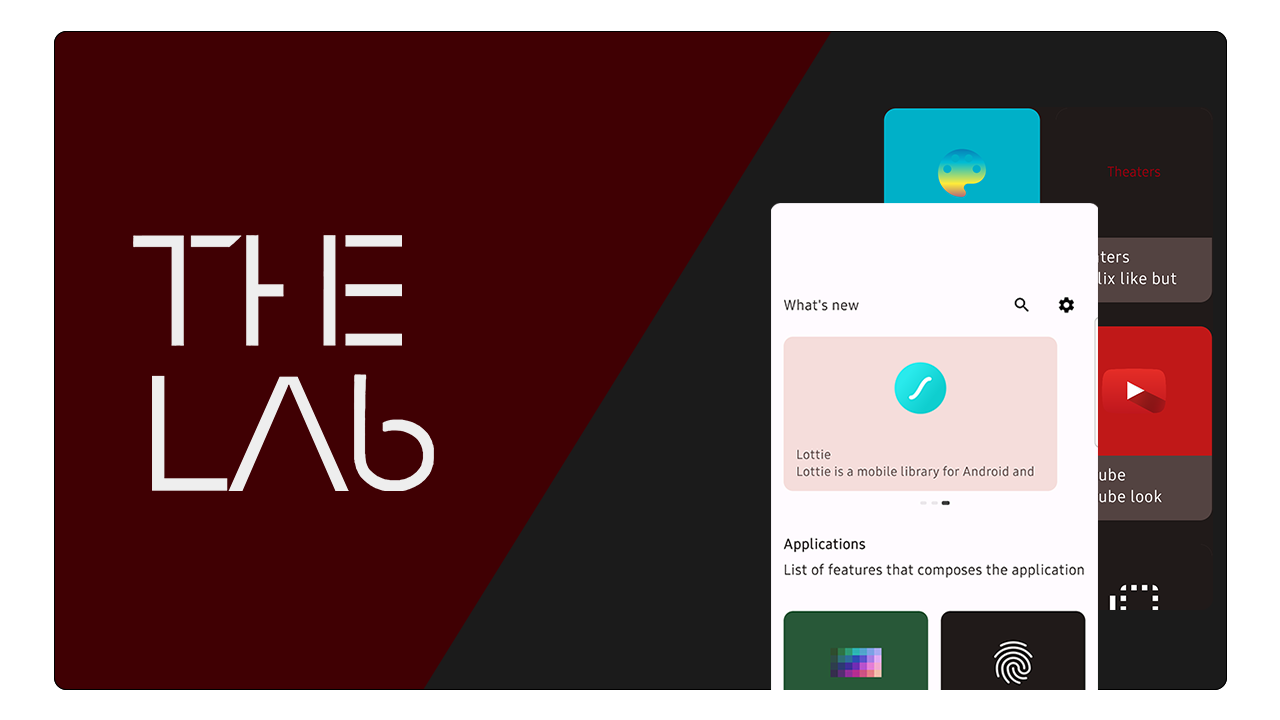 THE
LAb
Theaters
What's new
Lottie
Lottie is a mobile library for Android and
Applications
List of features that composes the application
ters
lix like but
ube
ube look